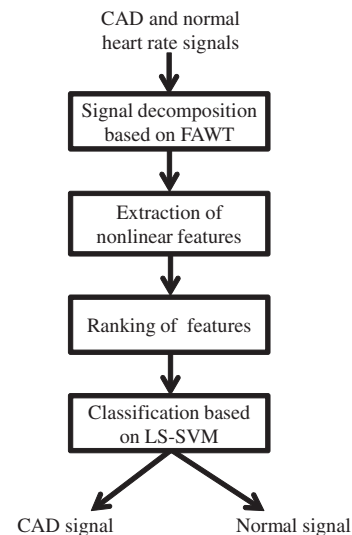 CAD and normal
heart rate signals
Signal decomposition
based on FAWT
Extraction of
nonlinear features
Ranking of features
Classification based
on LS-SVM
CAD signal
Normal signal